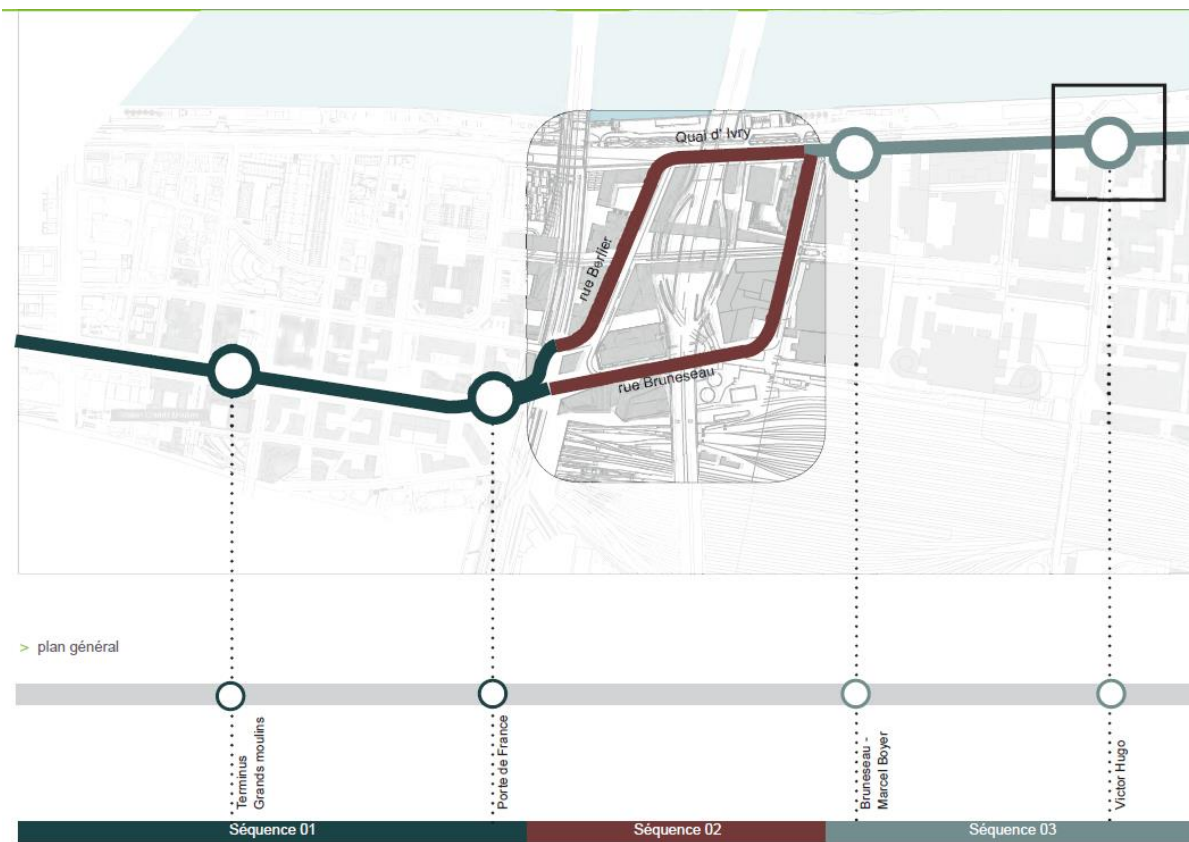 Quai d' Ivry
rue Berlier
rue Bruneseau
> plan général
Terminus
Grands moulins
Porte de France
Bruneseau -
Marcel Boyer
Victor Hugo
Séquence 01
Séquence 02
Séquence 03